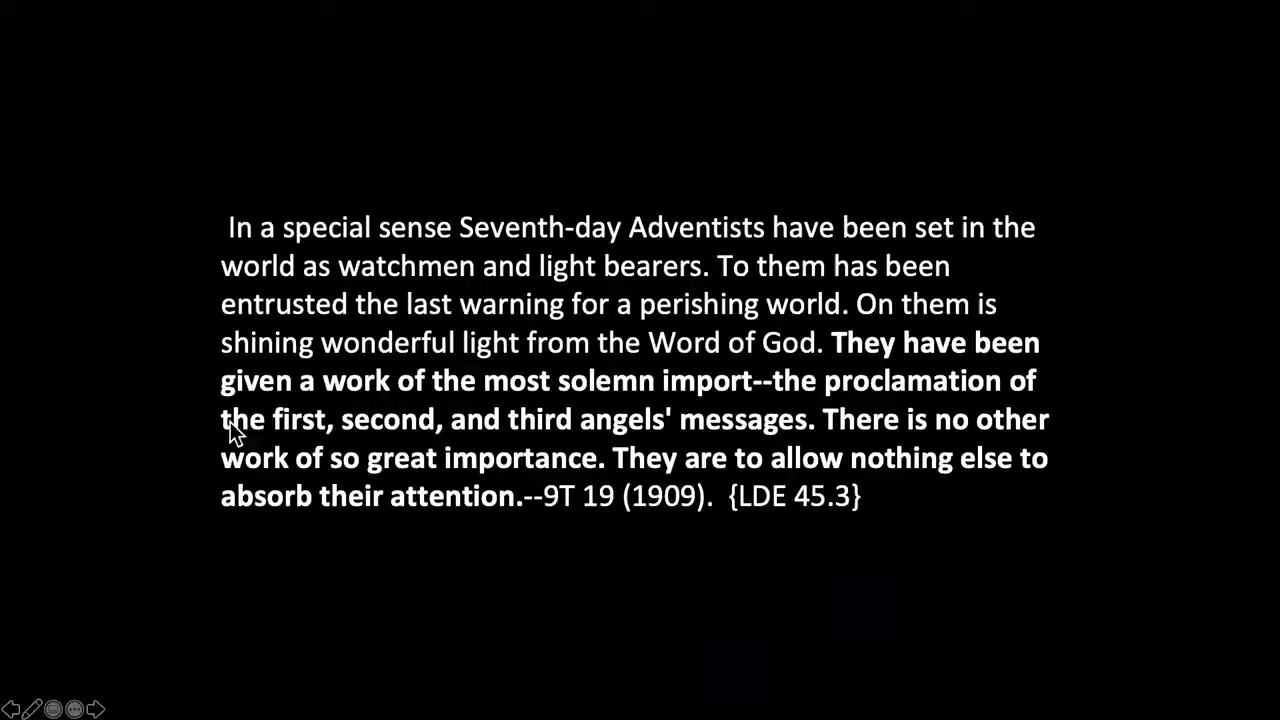 In a special sense Seventh-day Adventists have been set in the
world as watchmen and light bearers. To them has been
entrusted the last warning for a perishing world. On them is
shining wonderful light from the Word of God. They have been
given a work of the most solemn import--the proclamation of
the first, second, and third angels' messages. There is no other
work of so great importance. They are to allow nothing else to
absorb their attention.--9T 19 (1909).  {LDE 45.3}